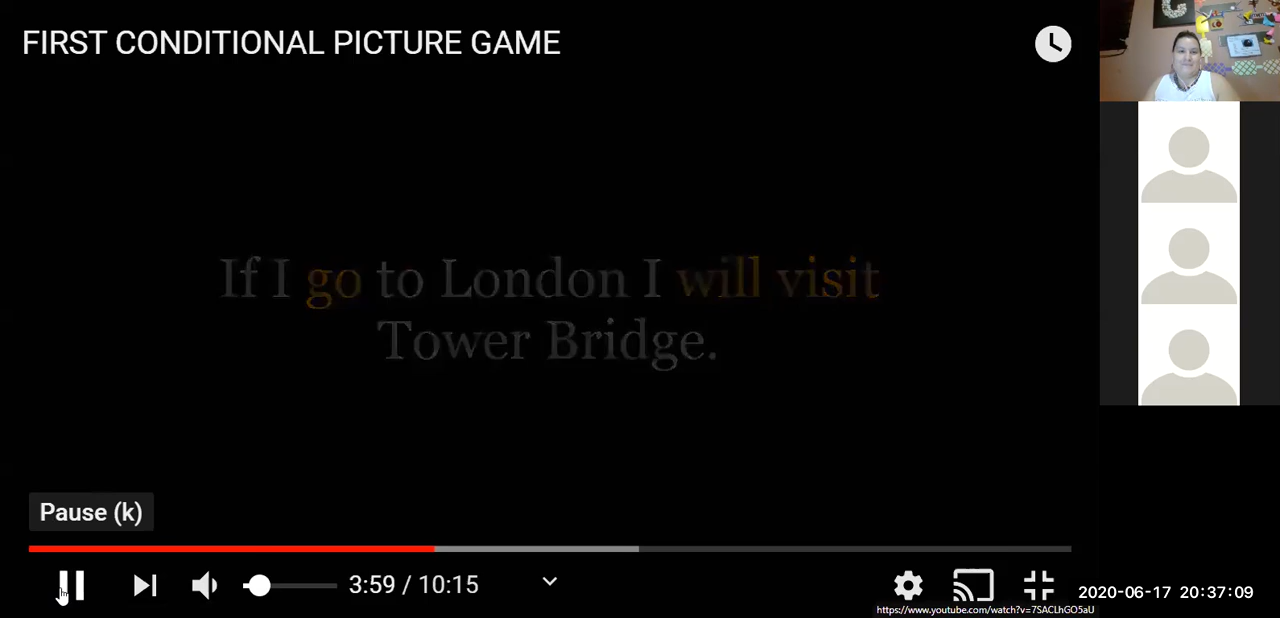 FIRST CONDITIONAL PICTURE GAME
If I go to London I will visit
Tower Bridge.
Pause (k)
3:59 / 10:15
2020-06-17 20:37:09
https://www.youtube.com/watch?v=7SACLhGO5aU